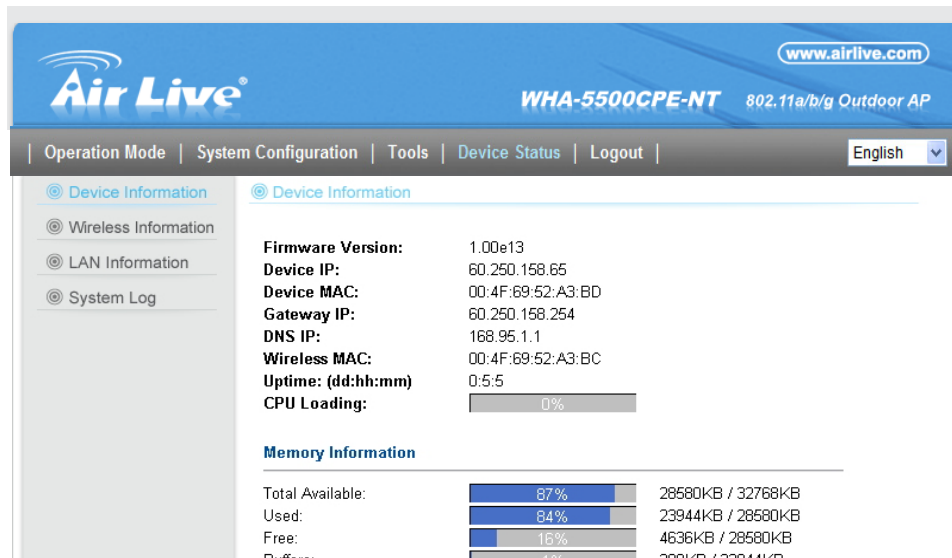 www.airlive.com
Air Live®
WHA-5500CPE-NT 802.11a/b/g Outdoor AP
| Operation Mode | System Configuration | Tools | Device Status | Logout | English
Device Information
Wireless Information
LAN Information
System Log
Device Information
Firmware Version: 1.00e13
Device IP: 60.250.158.65
Device MAC: 00:4F:69:52:A3:BD
Gateway IP: 60.250.158.254
DNS IP: 168.95.1.1
Wireless MAC: 00:4F:69:52:A3:BC
Uptime: (dd:hh:mm) 0:5:5
CPU Loading: 0%
Memory Information
Total Available: 87% 28580KB / 32768KB
Used: 84% 23944KB / 28580KB
Free: 16% 4636KB / 28580KB